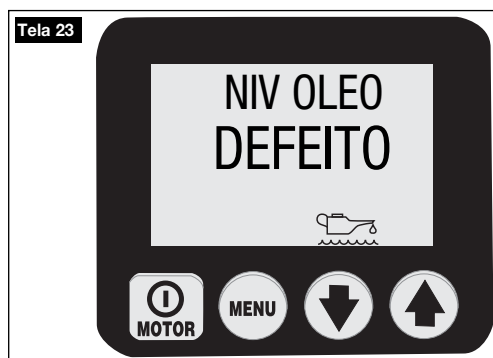 Tela 23
NIV OLEO
DEFEITO
MOTOR
MENU